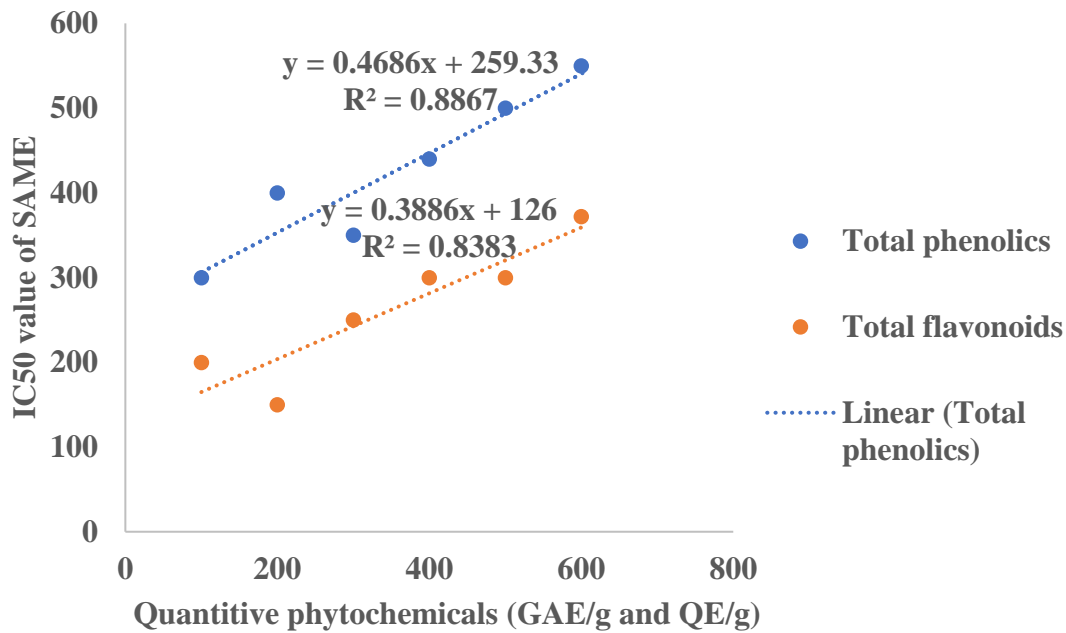 600
500
400
300
200
100
0
IC50 value of SAME
y = 0.4686x + 259.33
R² = 0.8867
y = 0.3886x + 126
R² = 0.8383
0 200 400 600 800
Quantitive phytochemicals (GAE/g and QE/g)
Total phenolics
Total flavonoids
Linear (Total
phenolics)